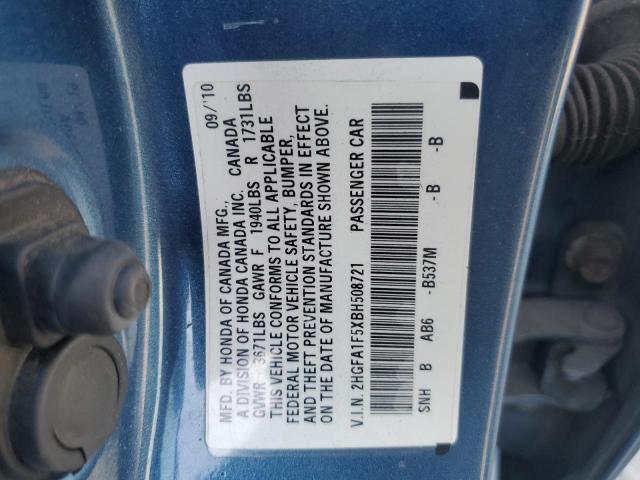 MFD. BY HONDA OF CANADA MFG., 09/'10
A DIVISION OF HONDA CANADA INC. CANADA
GVWR 3671LBS GAWR F 1940LBS R 1731LBS
THIS VEHICLE CONFORMS TO ALL APPLICABLE
FEDERAL MOTOR VEHICLE SAFETY, BUMPER,
AND THEFT PREVENTION STANDARDS IN EFFECT
ON THE DATE OF MANUFACTURE SHOWN ABOVE.
V.I.N. 2HGFA1F5XBH508721 PASSENGER CAR
SNH B AB6 -B537M -B -B